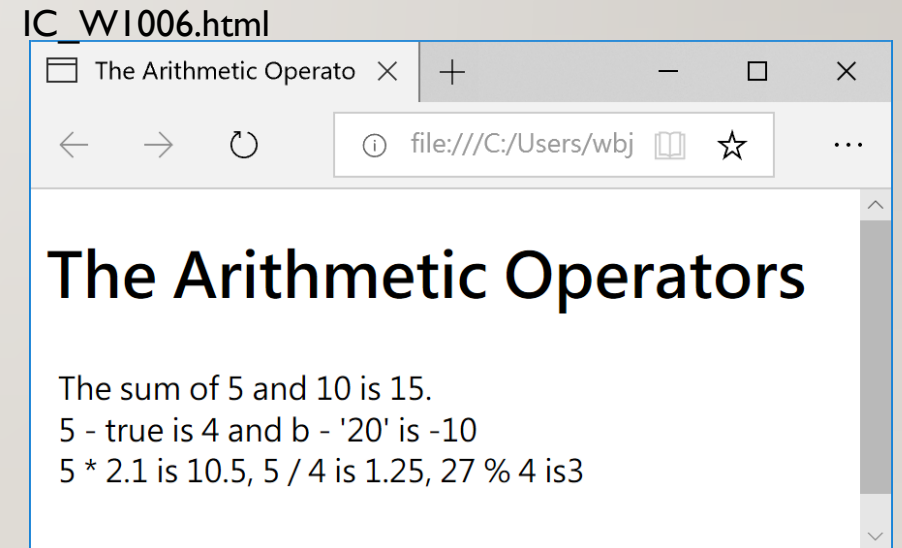 IC_W1006.html
The Arithmetic Operato
file:///C:/Users/wbj
The Arithmetic Operators
The sum of 5 and 10 is 15.
5 - true is 4 and b - '20' is -10
5 * 2.1 is 10.5, 5 / 4 is 1.25, 27 % 4 is3